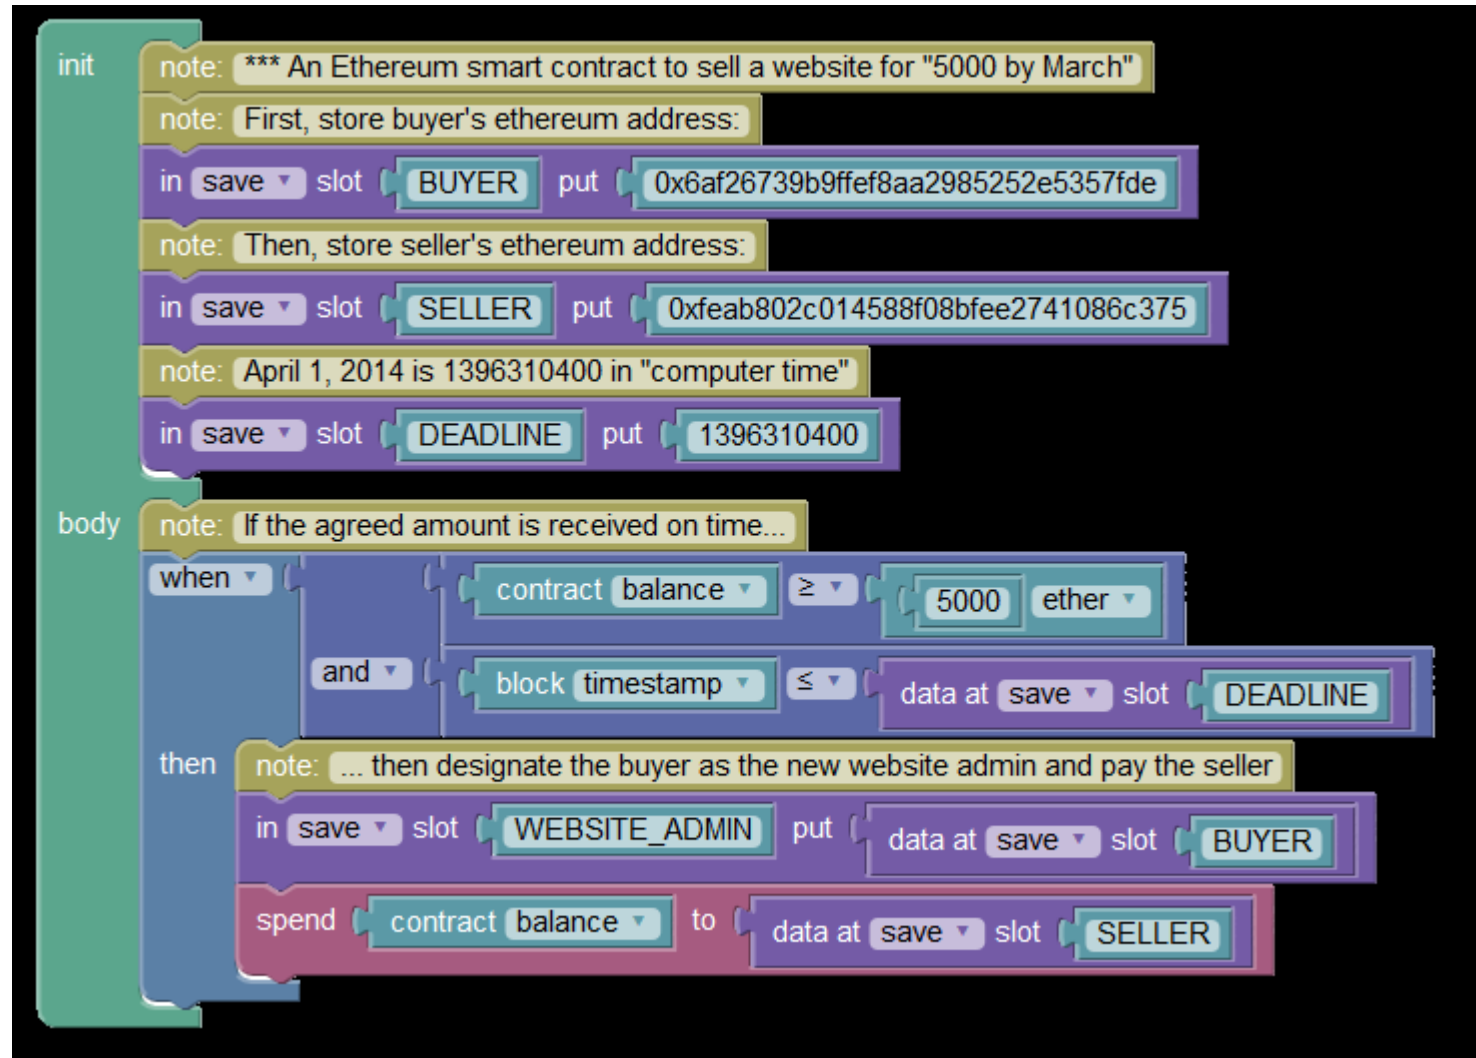 init note: *** An Ethereum smart contract to sell a website for "5000 by March"
note: First, store buyer's ethereum address:
in save slot BUYER put 0x6af26739b9ffef8aa2985252e5357fde
note: Then, store seller's ethereum address:
in save slot SELLER put 0xfeab802c014588f08bfee2741086c375
note: April 1, 2014 is 1396310400 in "computer time"
in save slot DEADLINE put 1396310400
body note: If the agreed amount is received on time...
when contract balance ≥ 5000 ether
and block timestamp ≤ data at save slot DEADLINE
then note: ... then designate the buyer as the new website admin and pay the seller
in save slot WEBSITE_ADMIN put data at save slot BUYER
spend contract balance to data at save slot SELLER